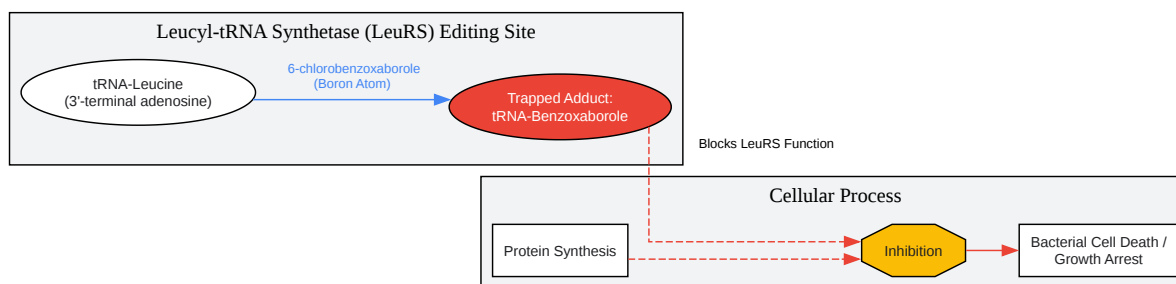 Leucyl-tRNA Synthetase (LeuRS) Editing Site
tRNA-Leucine
(3'-terminal adenosine)
6-chlorobenzoxaborole
(Boron Atom)
Trapped Adduct:
tRNA-Benzoxaborole
Blocks LeuRS Function
Cellular Process
Protein Synthesis
Inhibition
Bacterial Cell Death /
Growth Arrest